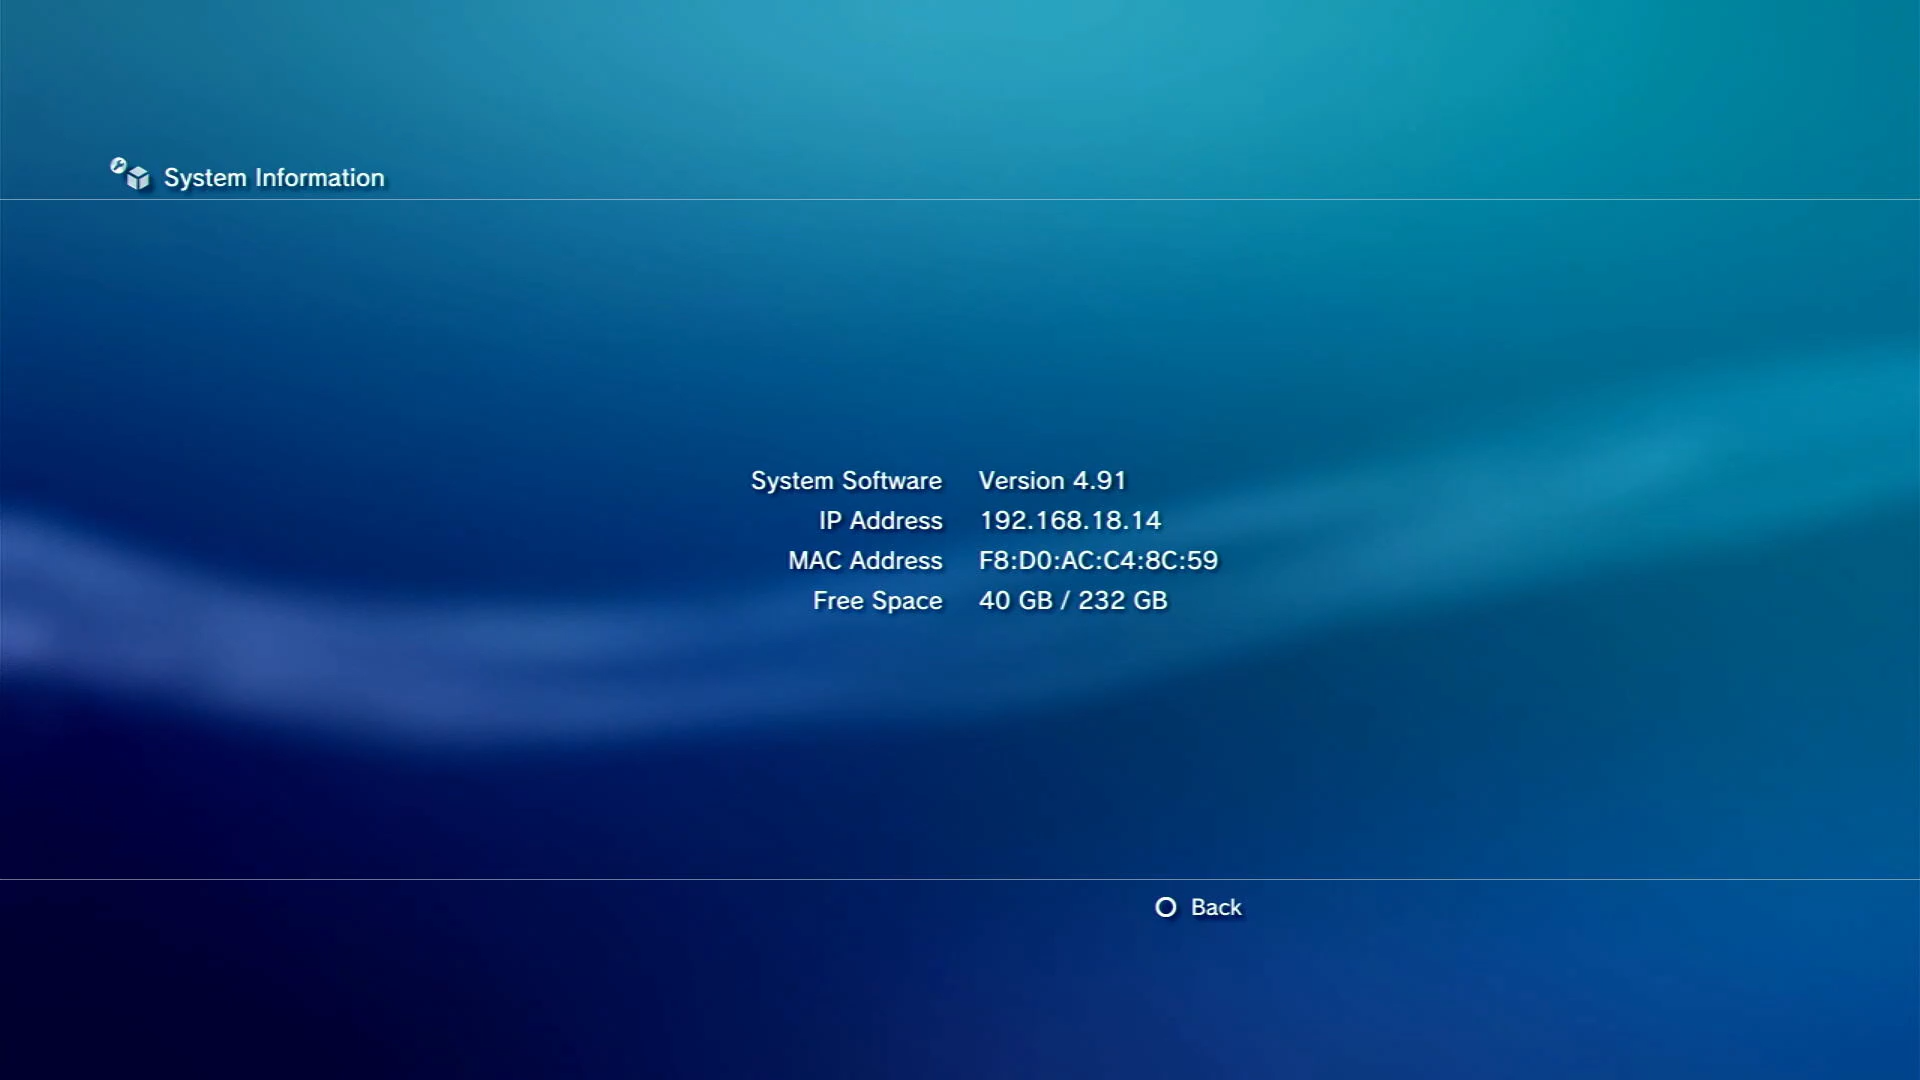 System Information
System Software Version 4.91
IP Address 192.168.18.14
MAC Address F8:D0:AC:C4:8C:59
Free Space 40 GB / 232 GB
Back